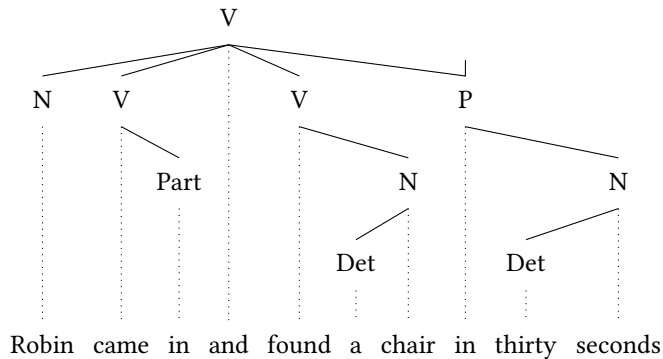 V
N V V P
Part N N
Det Det
Robin came in and found a chair in thirty seconds